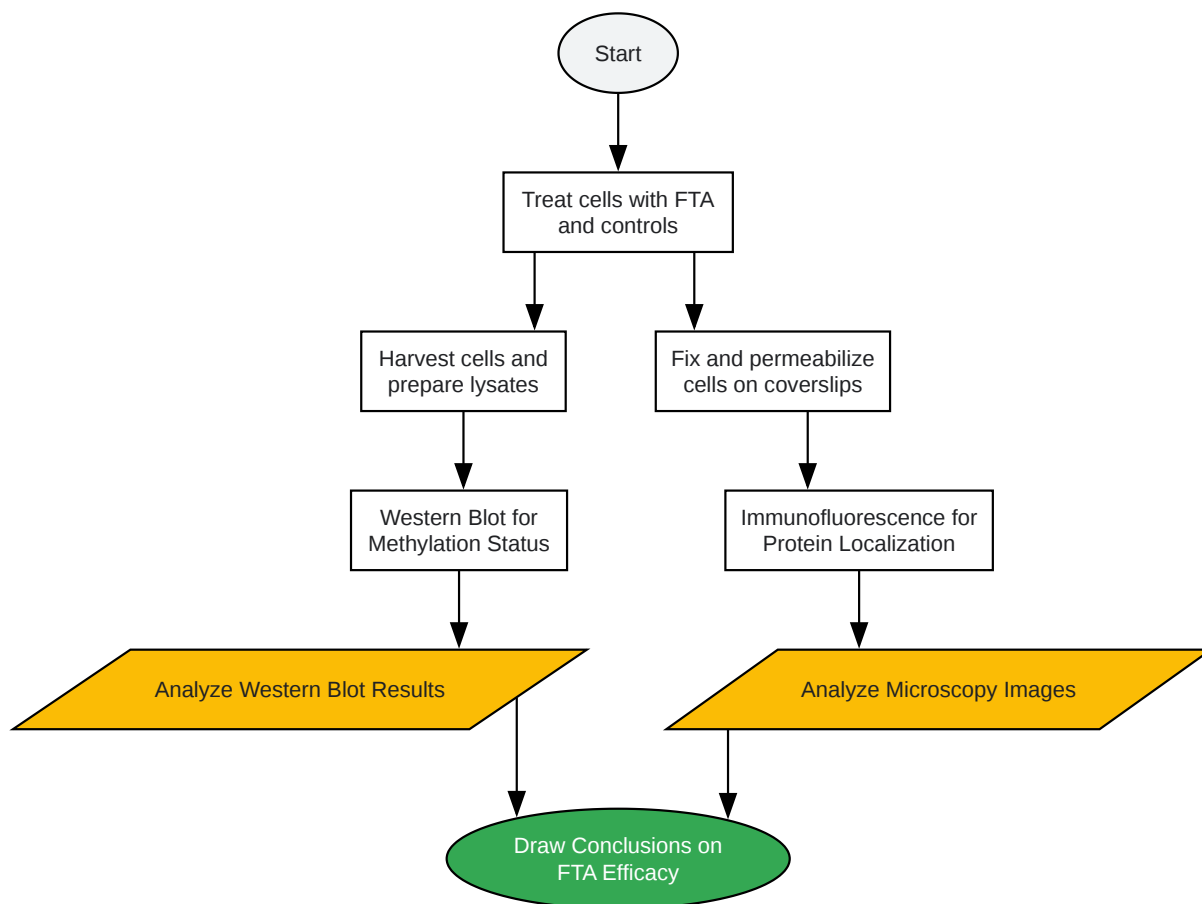 Start
Treat cells with FTA
and controls
Harvest cells and
prepare lysates
Fix and permeabilize
cells on coverslips
Western Blot for
Methylation Status
Immunofluorescence for
Protein Localization
Analyze Western Blot Results
Analyze Microscopy Images
Draw Conclusions on
FTA Efficacy